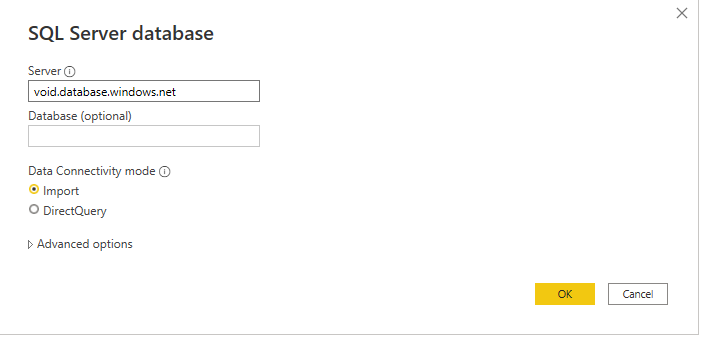 SQL Server database
Server
void.database.windows.net
Database (optional)
Data Connectivity mode
Import
DirectQuery
Advanced options
OK Cancel